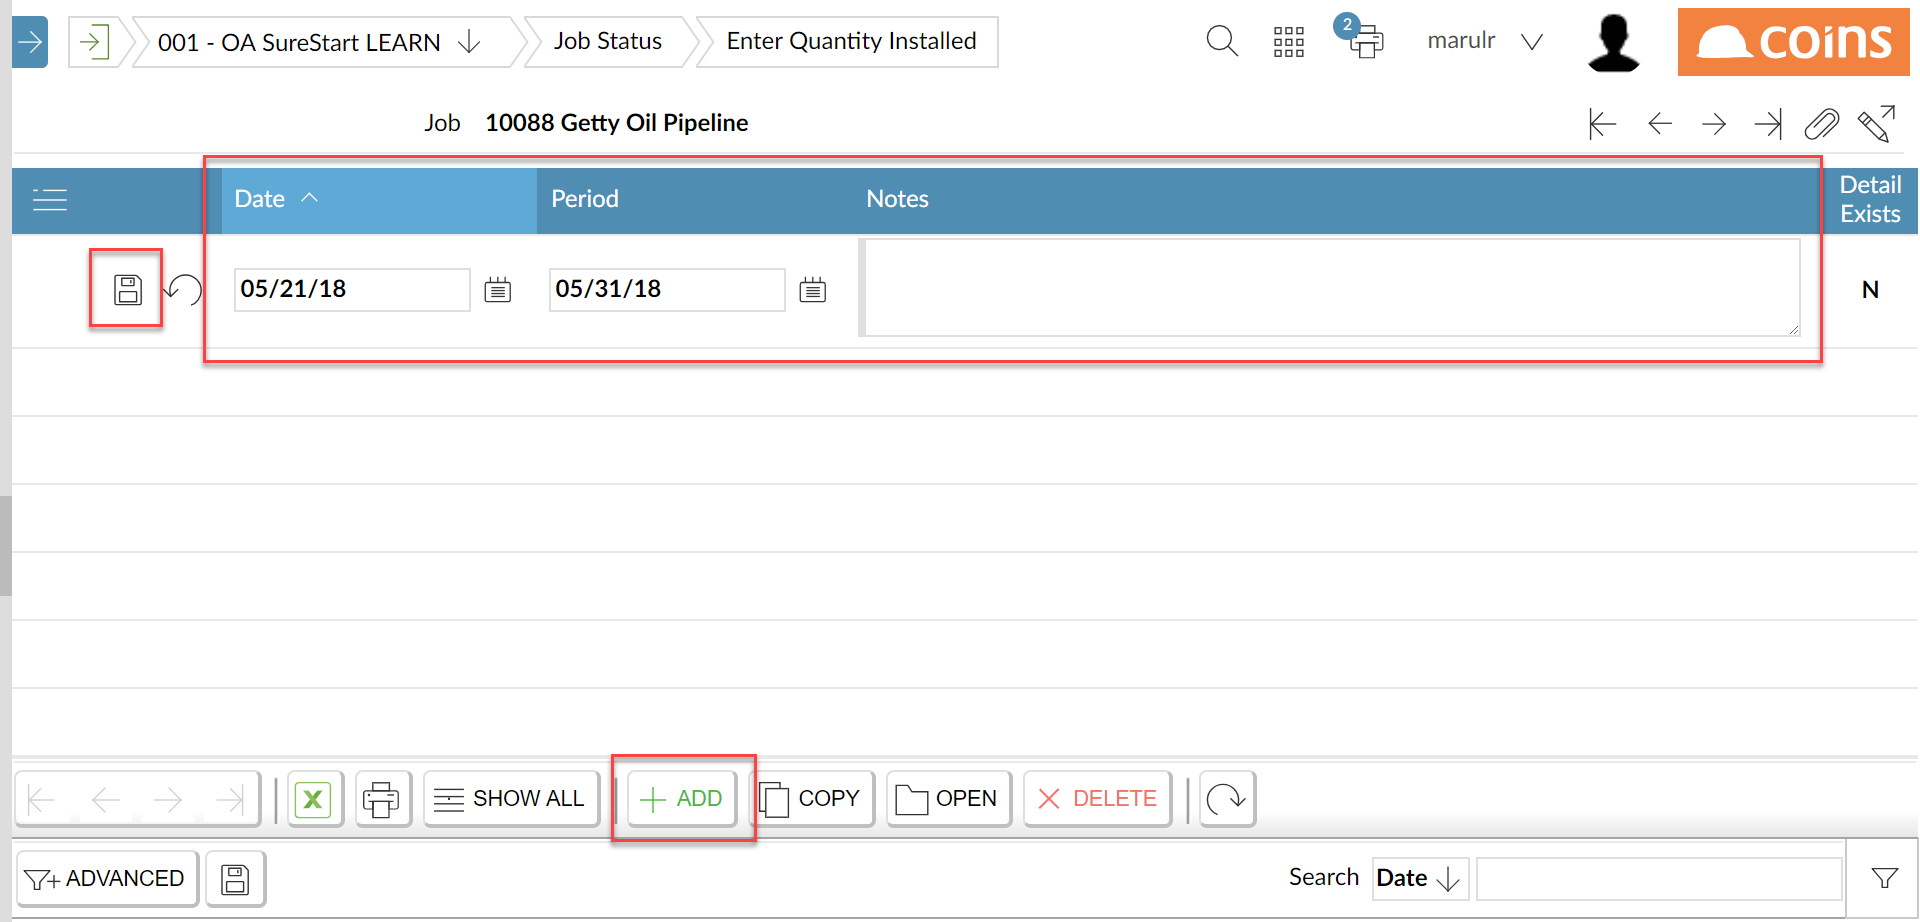 001 - OA SureStart LEARN
Job Status
Enter Quantity Installed
2
marulr
coins
Job 10088 Getty Oil Pipeline
Date
Period
Notes
Detail
Exists
05/21/18
05/31/18
N
SHOW ALL
ADD
COPY
OPEN
DELETE
ADVANCED
Search
Date